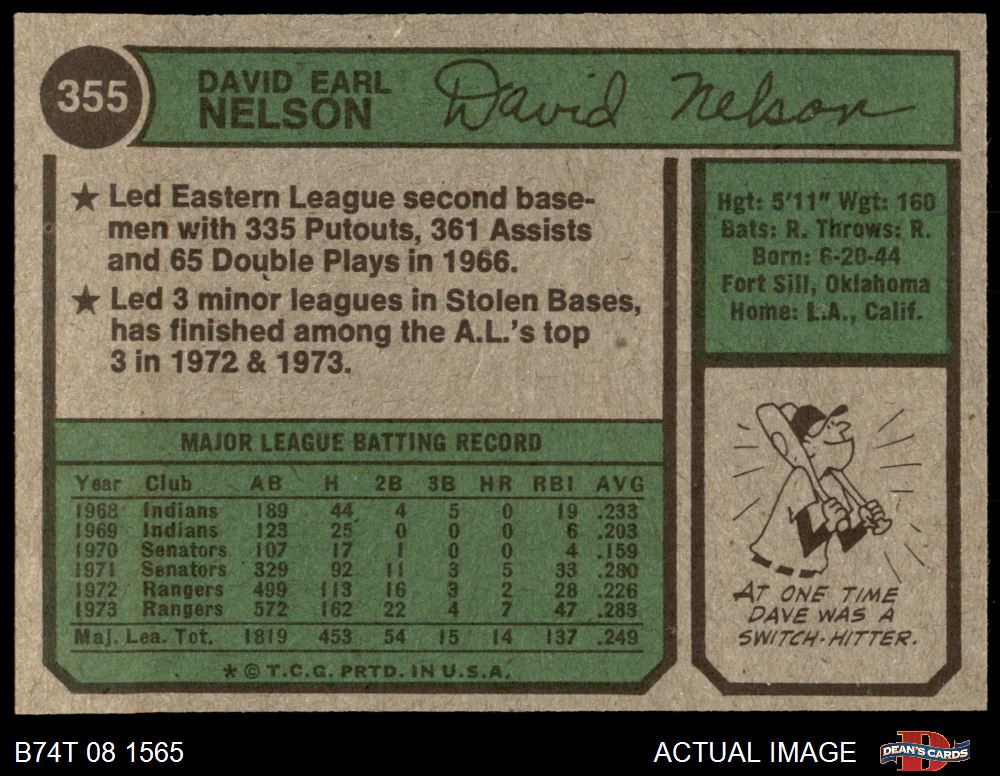 355
DAVID EARL
NELSON
David Nelson
★ Led Eastern League second base-
men with 335 Putouts, 361 Assists
and 65 Double Plays in 1966.
★ Led 3 minor leagues in Stolen Bases,
has finished among the A.L.'s top
3 in 1972 & 1973.
Hgt: 5'11" Wgt: 160
Bats: R. Throws: R.
Born: 6-20-44
Fort Sill, Oklahoma
Home: L.A., Calif.
MAJOR LEAGUE BATTING RECORD
Year Club AB H 2B 3B HR RBI AVG
1968 Indians 189 44 4 5 0 19 .233
1969 Indians 123 25 0 0 0 6 .203
1970 Senators 107 17 1 0 0 4 .159
1971 Senators 329 92 11 3 5 33 .280
1972 Rangers 499 113 16 3 2 28 .226
1973 Rangers 572 162 22 4 7 47 .283
Maj. Lea. Tot. 1819 453 54 15 14 137 .249
* © T.C.G. PRTD. IN U.S.A.
AT ONE TIME
DAVE WAS A
SWITCH-HITTER.
B74T 08 1565
ACTUAL IMAGE
DEAN'S CARDS